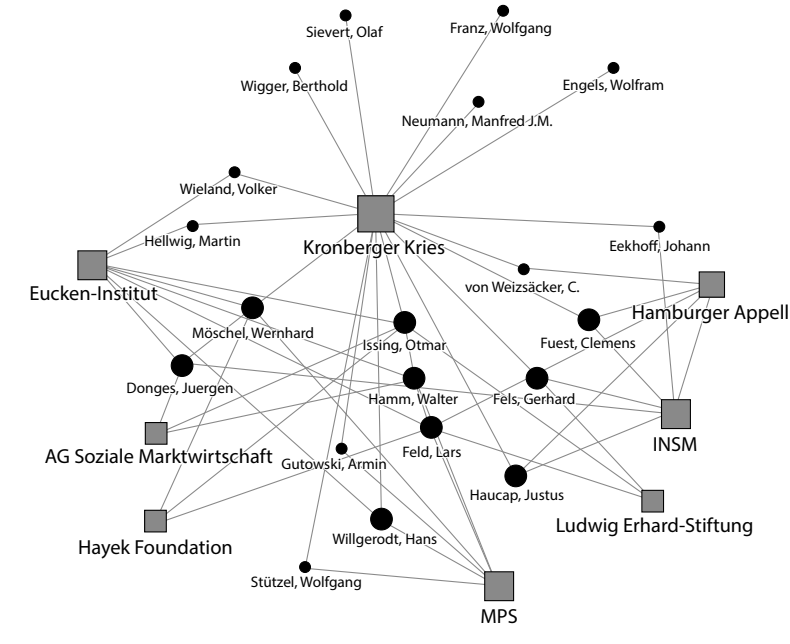 Sievert, Olaf
Franz, Wolfgang
Wigger, Berthold
Engels, Wolfram
Neumann, Manfred J.M.
Wieland, Volker
Hellwig, Martin
Kronberger Kries
Eekhoff, Johann
Eucken-Institut
von Weizsäcker, C.
Hamburger Appell
Möschel, Wernhard
Issing, Otmar
Fuest, Clemens
Donges, Juergen
Hamm, Walter
Fels, Gerhard
INSM
AG Soziale Marktwirtschaft
Gutowski, Armin
Feld, Lars
Haucap, Justus
Ludwig Erhard-Stiftung
Hayek Foundation
Willgerodt, Hans
Stützel, Wolfgang
MPS